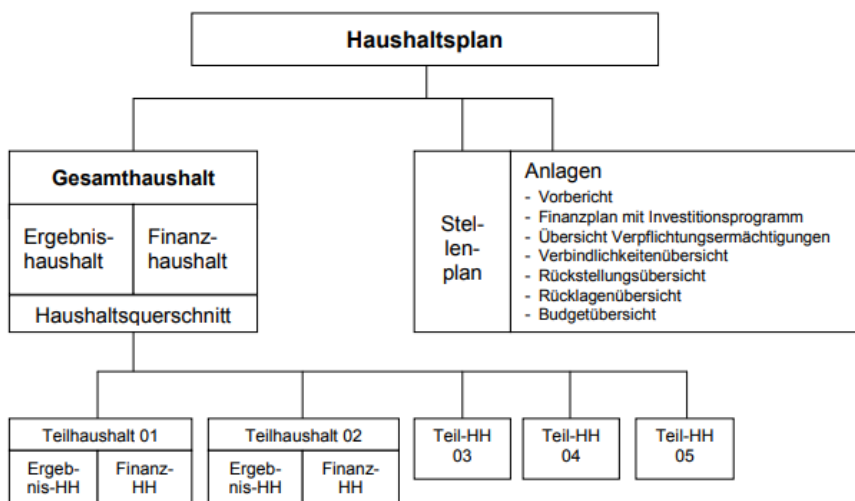 Haushaltsplan
Gesamthaushalt
Ergebnis-
haushalt
Finanz-
haushalt
Haushaltsquerschnitt
Stel-
len-
plan
Anlagen
- Vorbericht
- Finanzplan mit Investitionsprogramm
- Übersicht Verpflichtungsermächtigungen
- Verbindlichkeitenübersicht
- Rückstellungsübersicht
- Rücklagenübersicht
- Budgetübersicht
Teilhaushalt 01
Ergeb-
nis-HH
Finanz-
HH
Teilhaushalt 02
Ergeb-
nis-HH
Finanz-
HH
Teil-HH
03
Teil-HH
04
Teil-HH
05